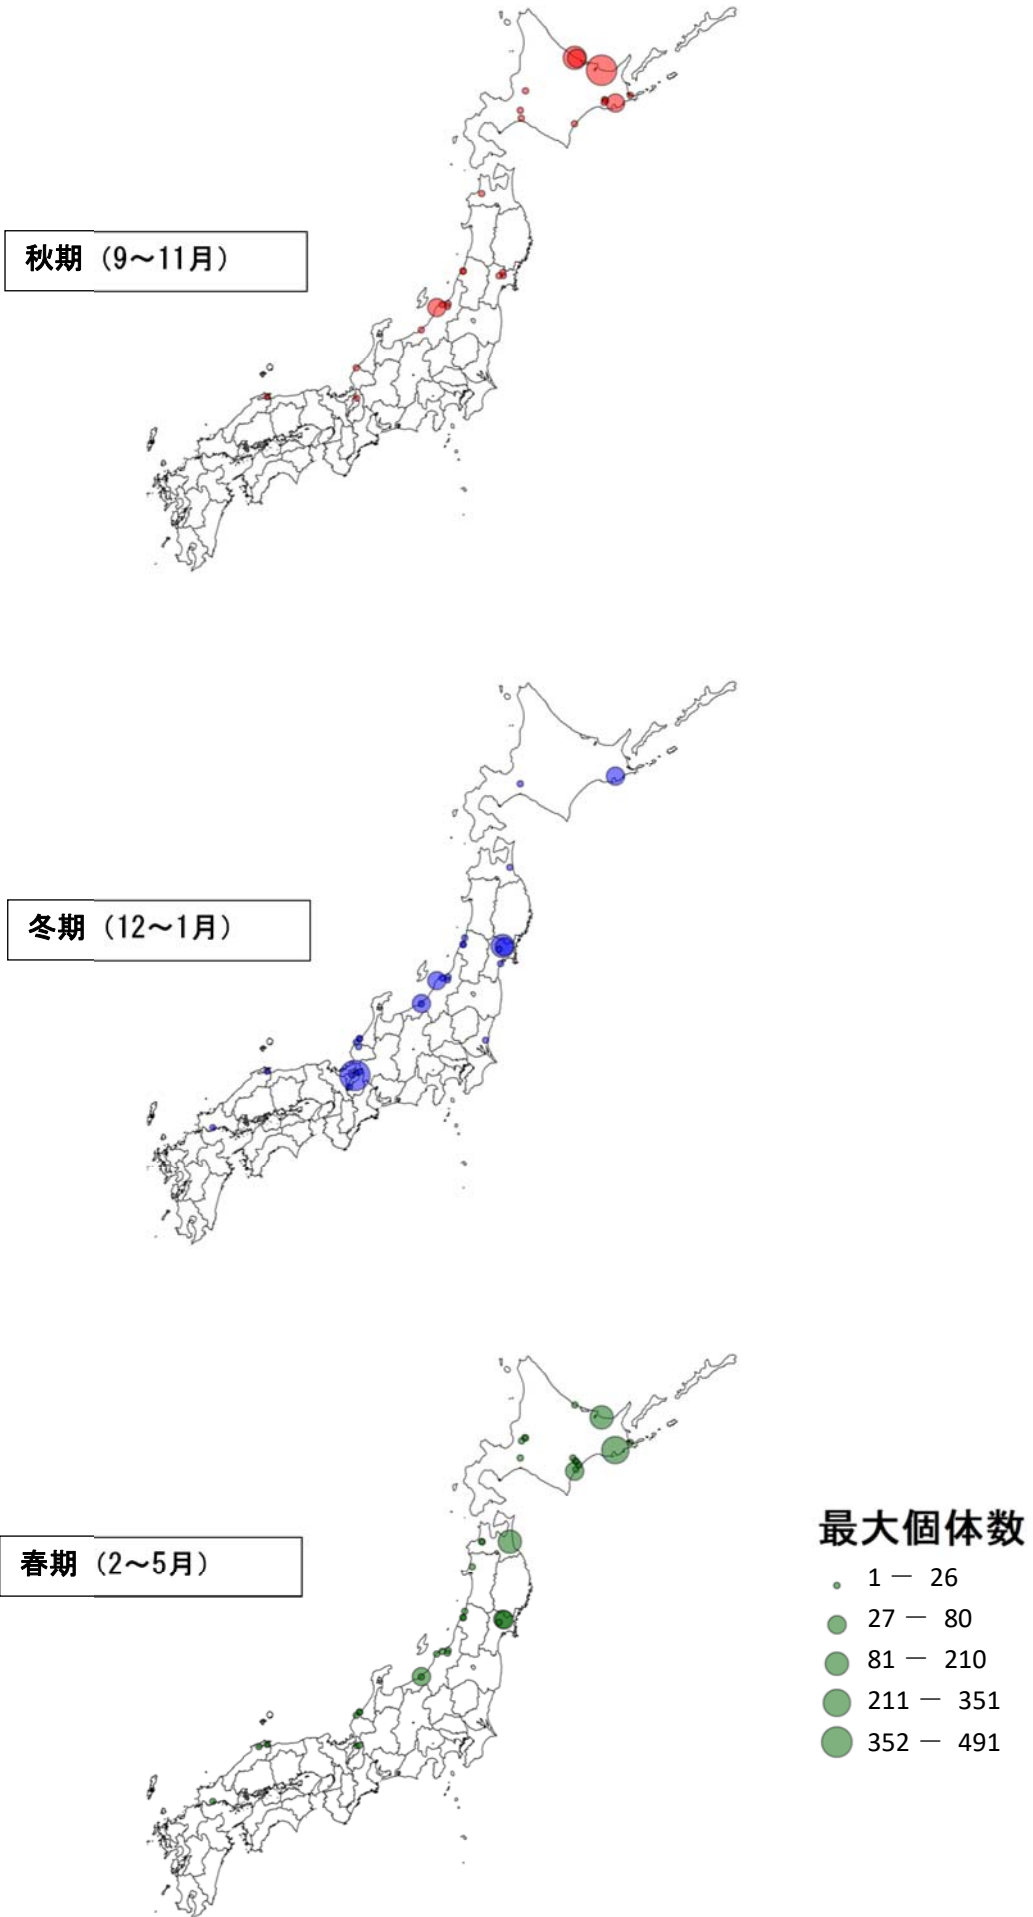 秋期（9～11月）
冬期（12～1月）
春期（2～5月）
最大個体数
1 － 26
27 － 80
81 － 210
211 － 351
352 － 491